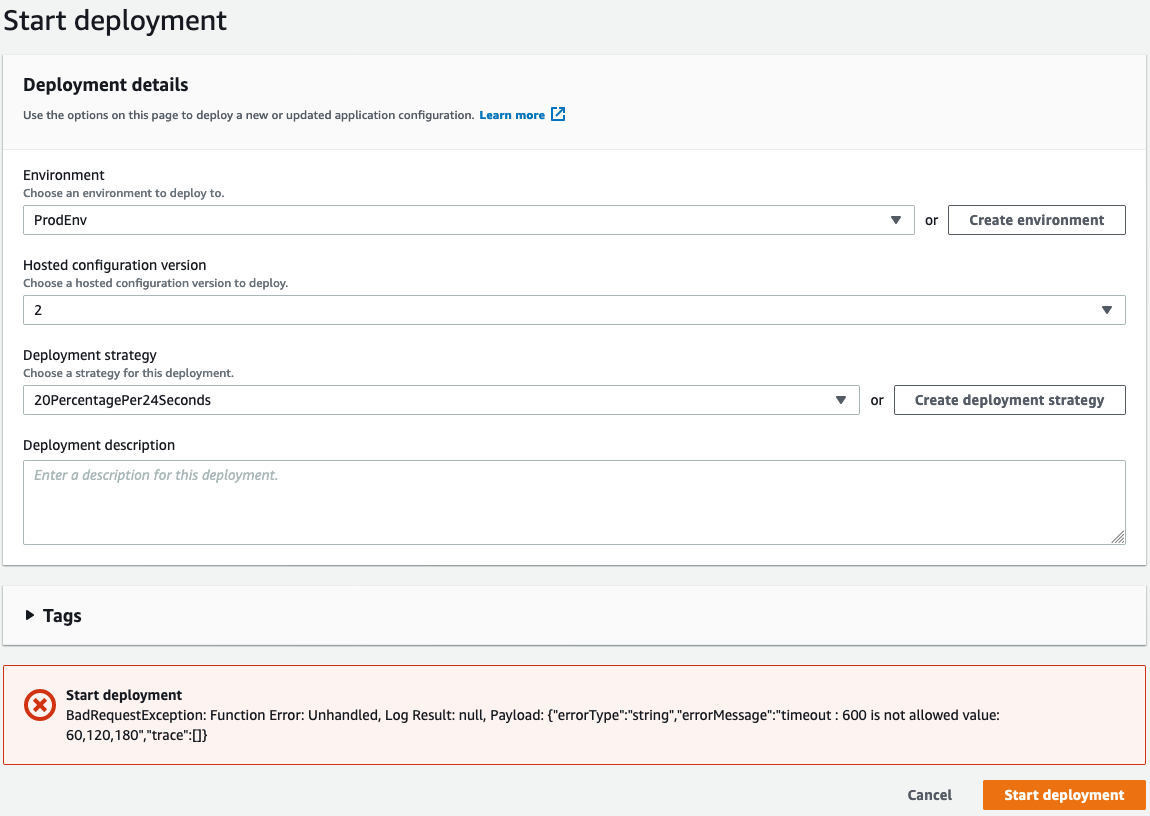 Start deployment
Deployment details
Use the options on this page to deploy a new or updated application configuration. Learn more
Environment
Choose an environment to deploy to.
ProdEnv or Create environment
Hosted configuration version
Choose a hosted configuration version to deploy.
2
Deployment strategy
Choose a strategy for this deployment.
20PercentagePer24Seconds or Create deployment strategy
Deployment description
Enter a description for this deployment.
Tags
Start deployment
BadRequestException: Function Error: Unhandled, Log Result: null, Payload: {"errorType":"string","errorMessage":"timeout : 600 is not allowed value:
60,120,180","trace":[]}
Cancel Start deployment